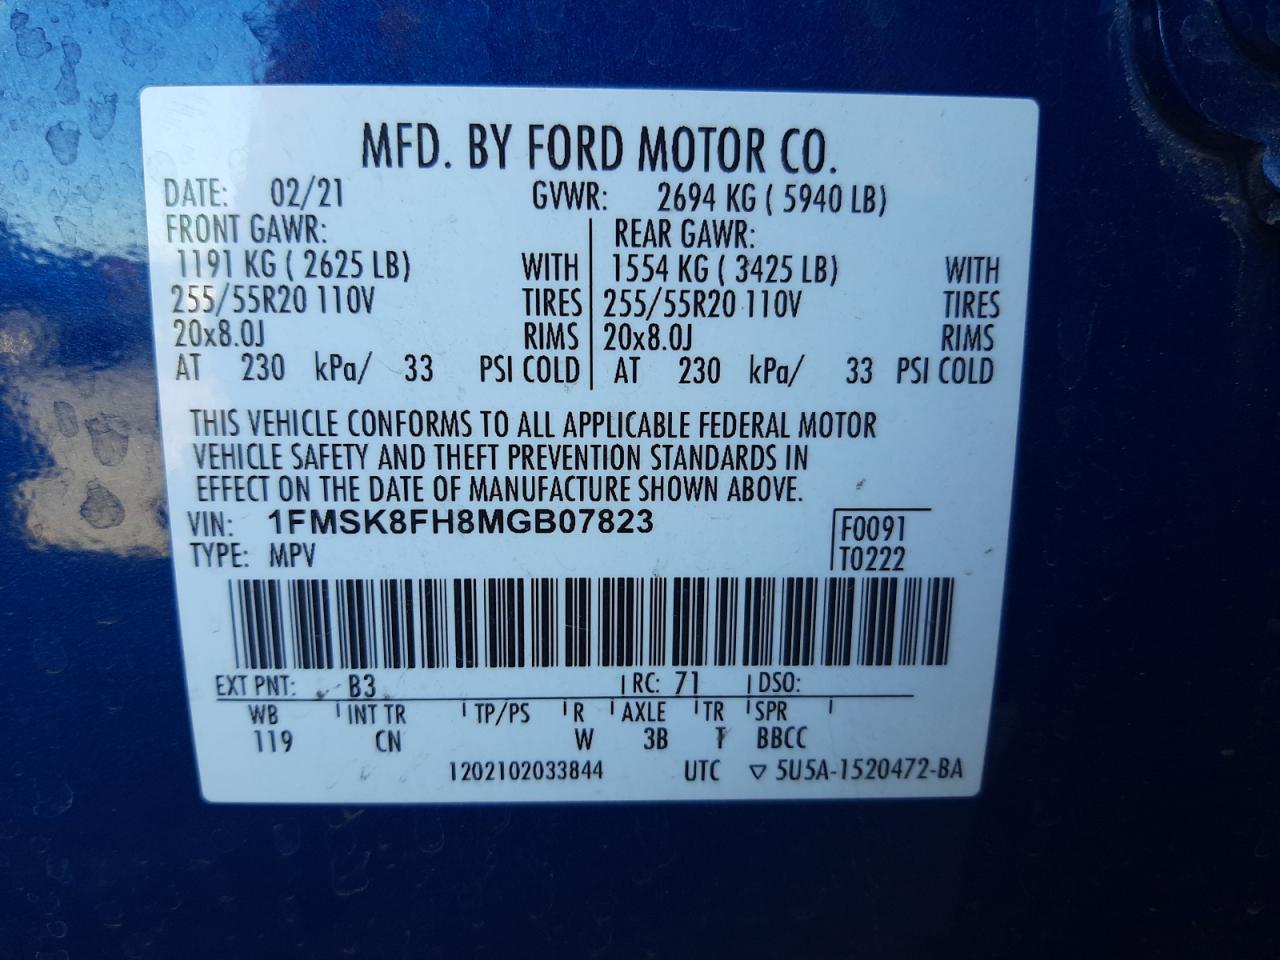 MFD. BY FORD MOTOR CO.
DATE: 02/21 GVWR: 2694 KG ( 5940 LB)
FRONT GAWR: REAR GAWR:
1191 KG ( 2625 LB) WITH 1554 KG ( 3425 LB) WITH
255/55R20 110V TIRES 255/55R20 110V TIRES
20x8.0J RIMS 20x8.0J RIMS
AT 230 kPa/ 33 PSI COLD AT 230 kPa/ 33 PSI COLD
THIS VEHICLE CONFORMS TO ALL APPLICABLE FEDERAL MOTOR
VEHICLE SAFETY AND THEFT PREVENTION STANDARDS IN
EFFECT ON THE DATE OF MANUFACTURE SHOWN ABOVE.
VIN: 1FMSK8FH8MGB07823 F0091
TYPE: MPV T0222
EXT PNT: B3 RC: 71 DSO:
WB INT TR TP/PS R AXLE TR SPR
119 CN W 3B T BBCC
1202102033844 UTC ▽ 5U5A-1520472-BA